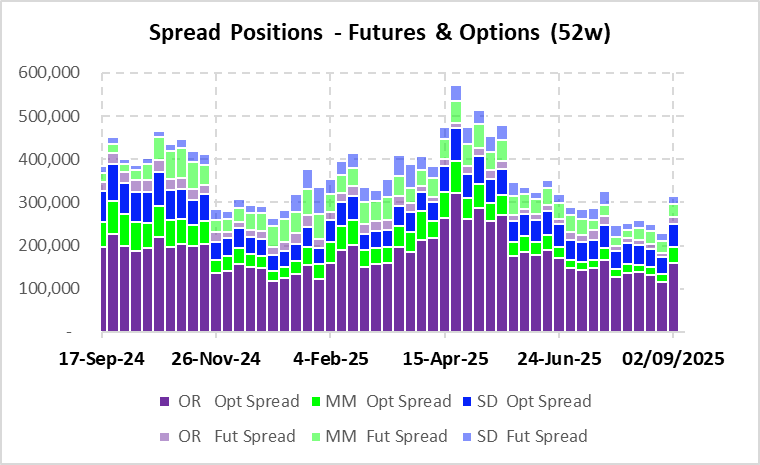 Spread Positions - Futures & Options (52w)
600,000
500,000
400,000
300,000
200,000
100,000
-
17-Sep-24 26-Nov-24 4-Feb-25 15-Apr-25 24-Jun-25 02/09/2025
OR Opt Spread MM Opt Spread SD Opt Spread
OR Fut Spread MM Fut Spread SD Fut Spread